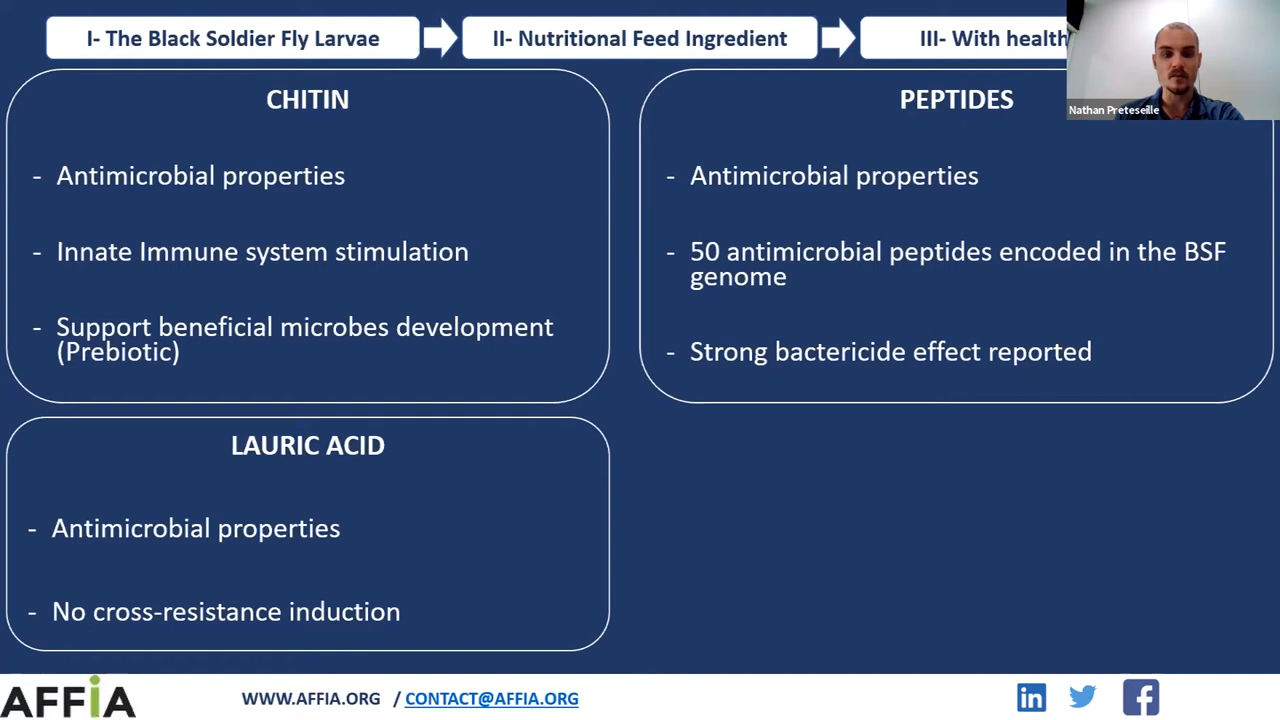 I- The Black Soldier Fly Larvae
II- Nutritional Feed Ingredient
III- With health
Nathan Preteseille
CHITIN
- Antimicrobial properties
- Innate Immune system stimulation
- Support beneficial microbes development
(Prebiotic)
PEPTIDES
- Antimicrobial properties
- 50 antimicrobial peptides encoded in the BSF
genome
- Strong bactericide effect reported
LAURIC ACID
- Antimicrobial properties
- No cross-resistance induction
AFFiA
WWW.AFFIA.ORG / CONTACT@AFFIA.ORG